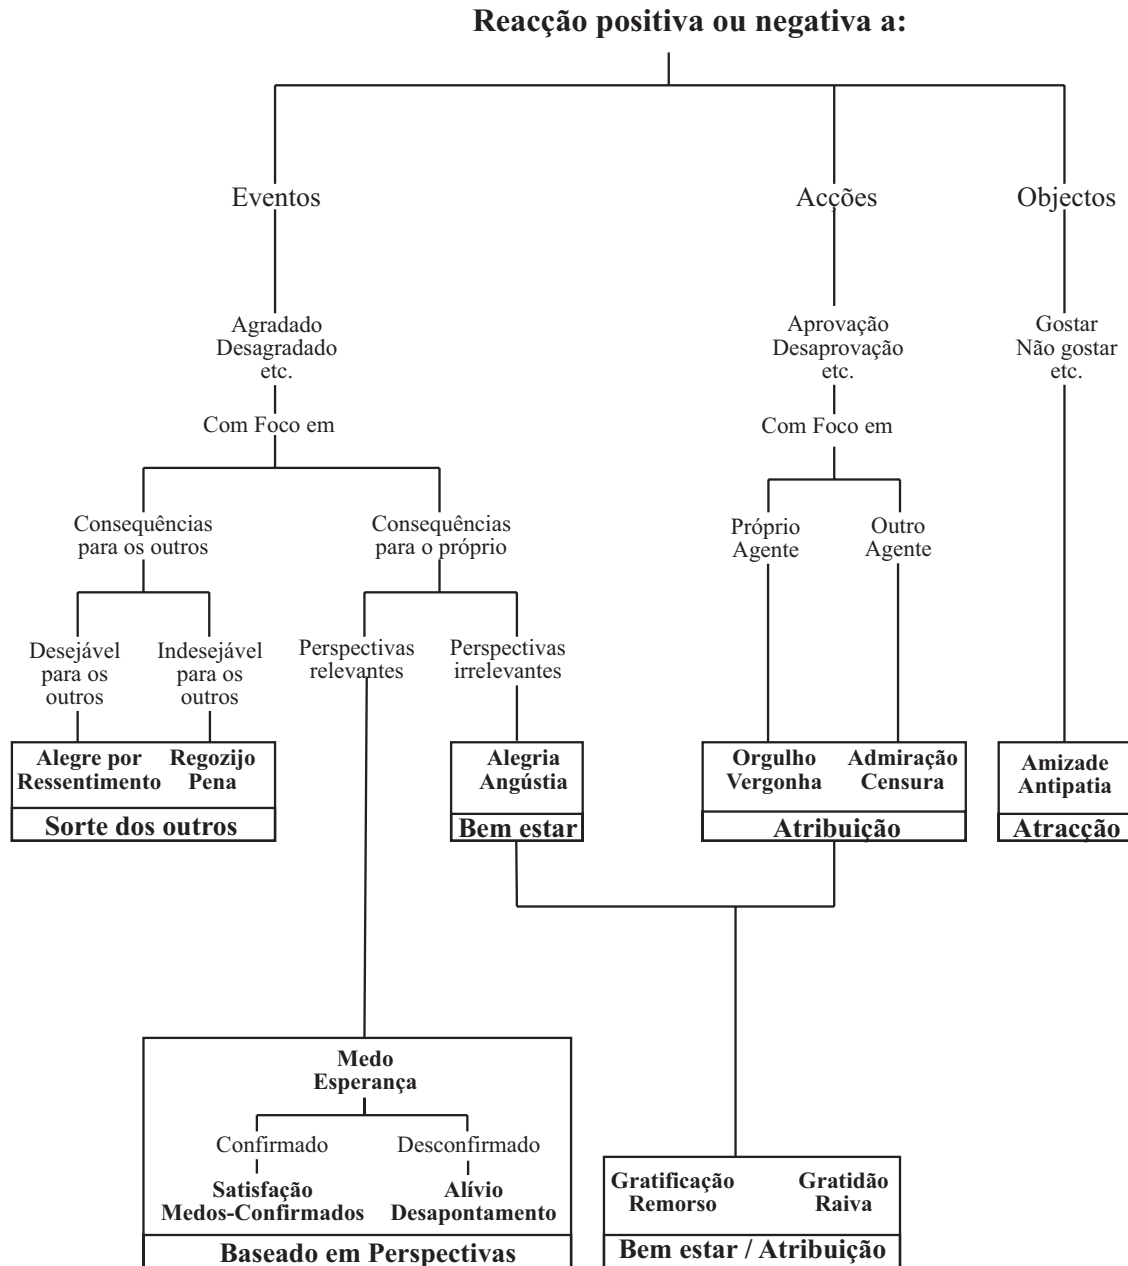 Reacção positiva ou negativa a:
Eventos
Acções
Objectos
Agradado
Desagradado
etc.
Aprovação
Desaprovação
etc.
Gostar
Não gostar
etc.
Com Foco em
Com Foco em
Consequências
para os outros
Consequências
para o próprio
Próprio
Agente
Outro
Agente
Desejável
para os
outros
Indesejável
para os
outros
Perspectivas
relevantes
Perspectivas
irrelevantes
Alegre por
Ressentimento
Regozijo
Pena
Sorte dos outros
Alegria
Angústia
Bem estar
Orgulho
Vergonha
Admiração
Censura
Atribuição
Amizade
Antipatia
Atracção
Medo
Esperança
Confirmado
Desconfirmado
Satisfação
Medos-Confirmados
Alívio
Desapontamento
Baseado em Perspectivas
Gratificação
Remorso
Gratidão
Raiva
Bem estar / Atribuição